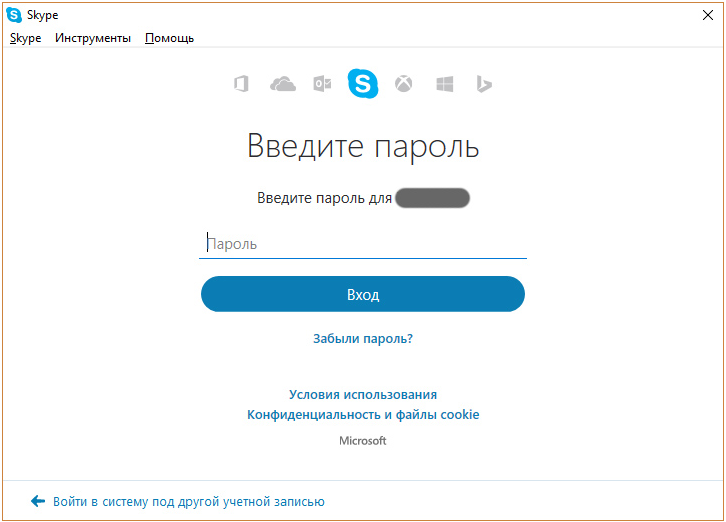 Skype
Skype Инструменты Помощь
Введите пароль
Введите пароль для
Пароль
Вход
Забыли пароль?
Условия использования
Конфиденциальность и файлы cookie
Microsoft
Войти в систему под другой учетной записью